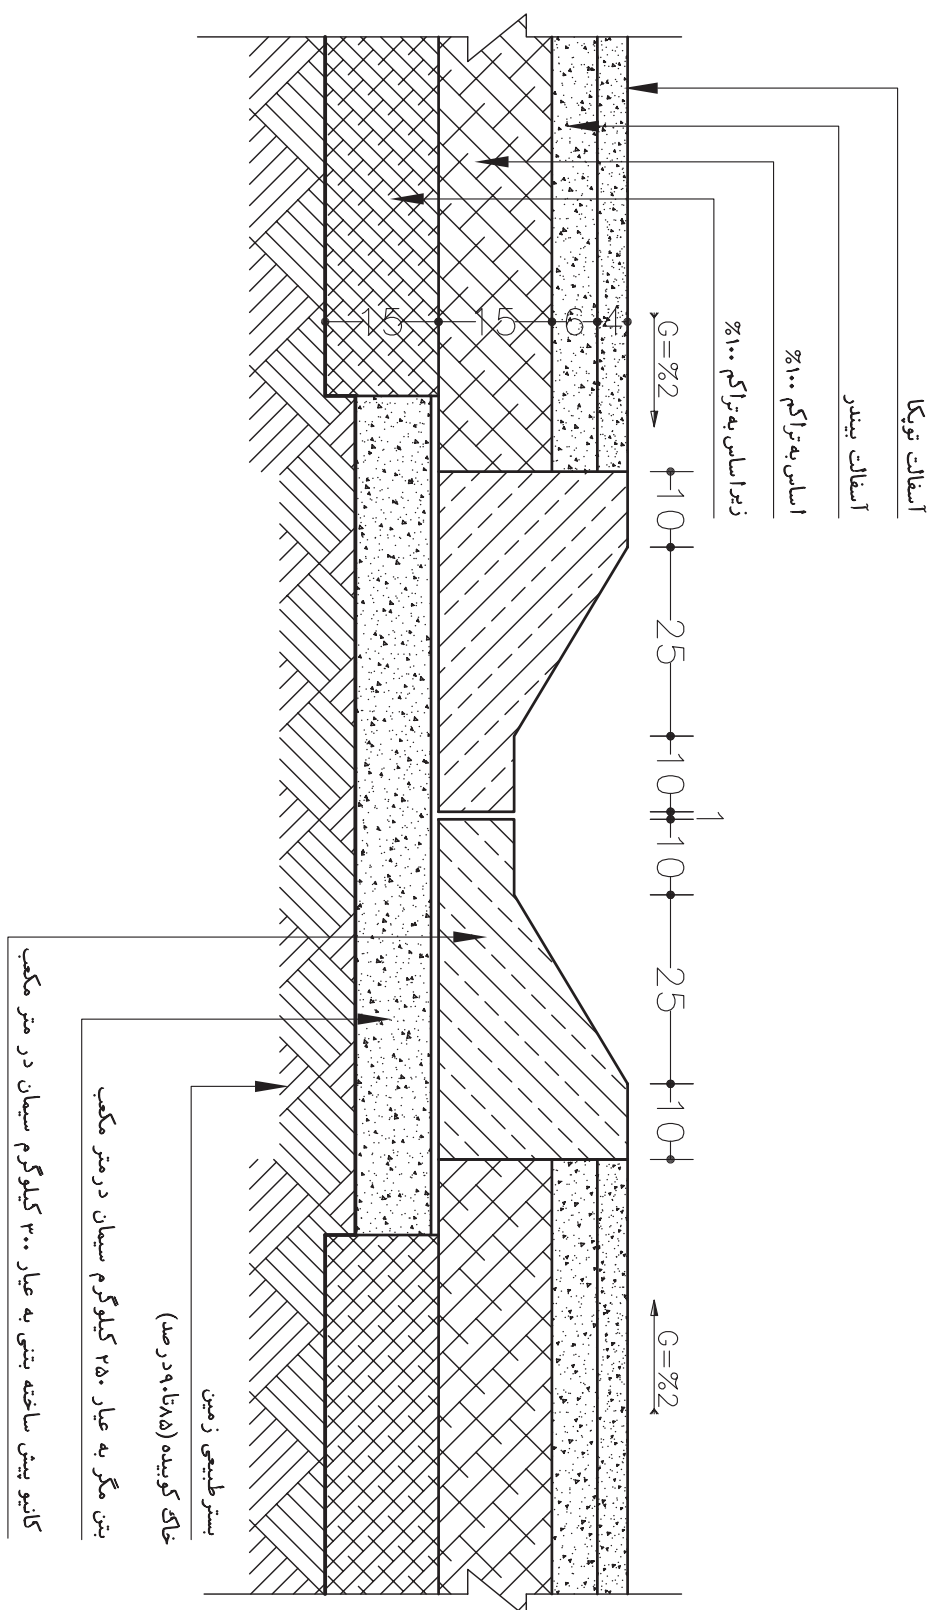 آسفالت توپکا
آسفالت بیندر
اساس به تراکم ۱۰۰%
زیراساس به تراکم ۱۰۰%
G=%2
G=%2
10 25 10 1 10 25 10
4
6
15
15
بستر طبیعی زمین
خاک کوبیده (۸۵تا۹۰درصد)
بتن مگر به عیار ۲۵۰ کیلوگرم سیمان درمتر مکعب
کانیو پیش ساخته بتنی به عیار ۳۰۰ کیلوگرم سیمان در متر مکعب